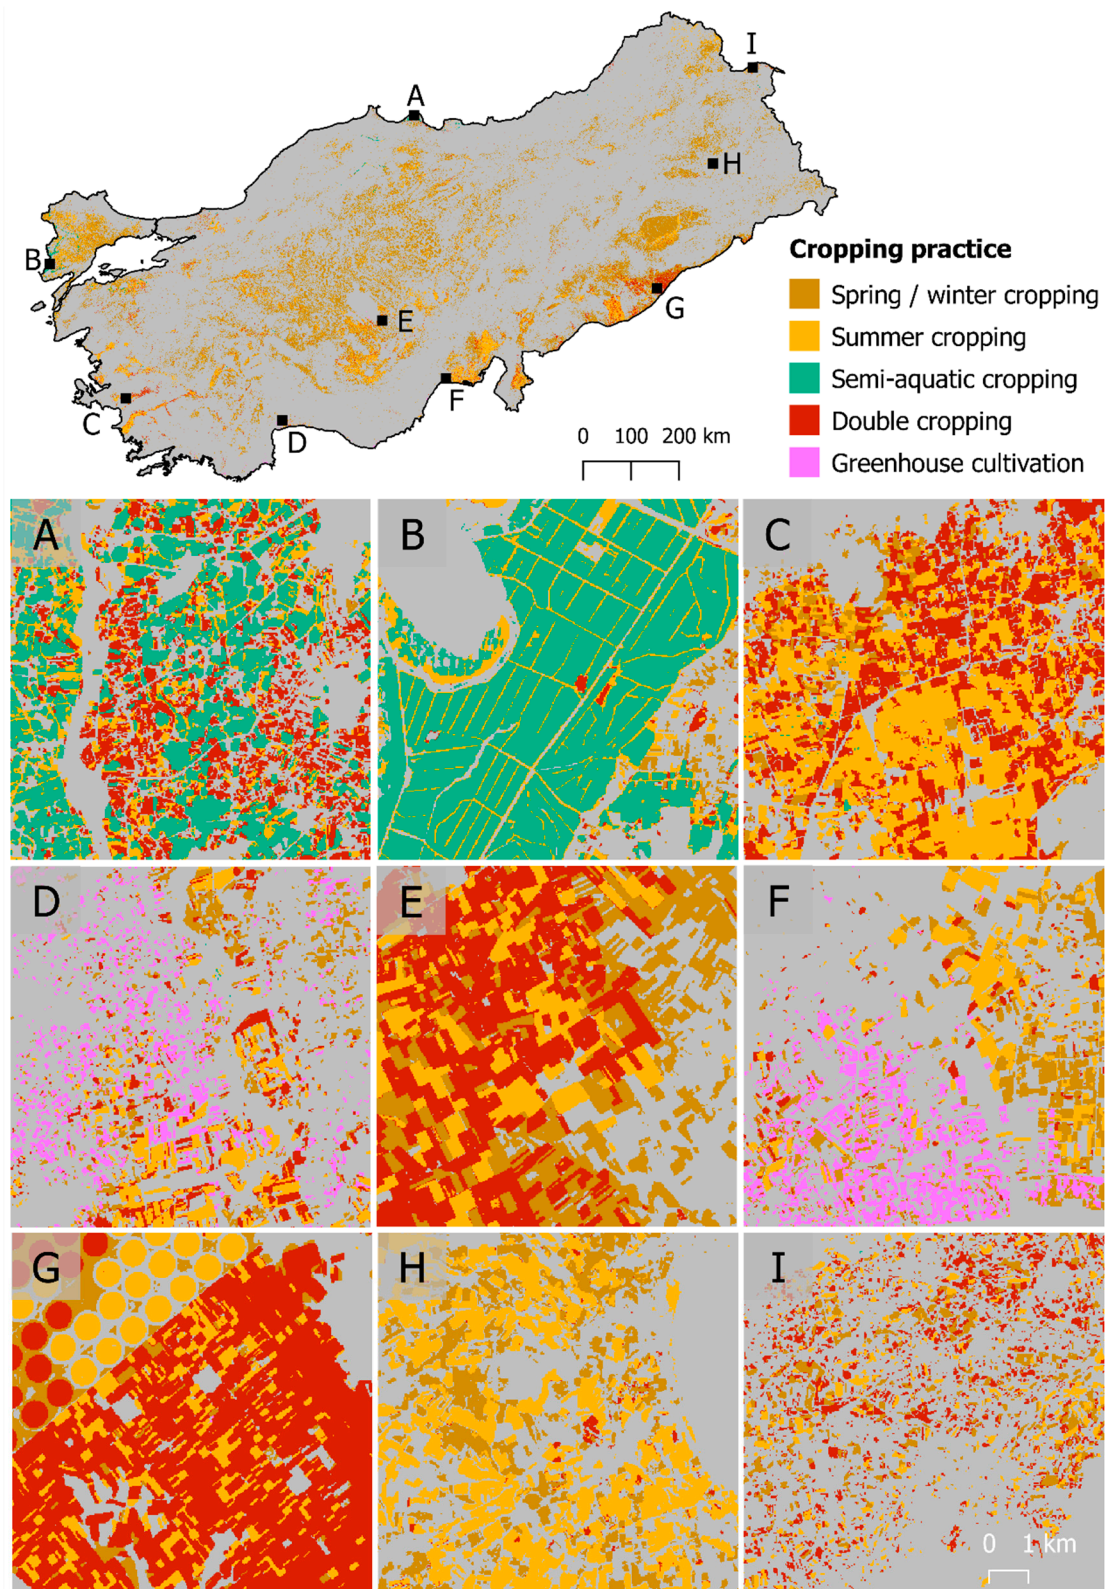 I
A
H
B
G
E
F
C
D
Cropping practice
Spring / winter cropping
Summer cropping
Semi-aquatic cropping
Double cropping
Greenhouse cultivation
0 100 200 km
A
B
C
D
E
F
G
H
I
0 1 km